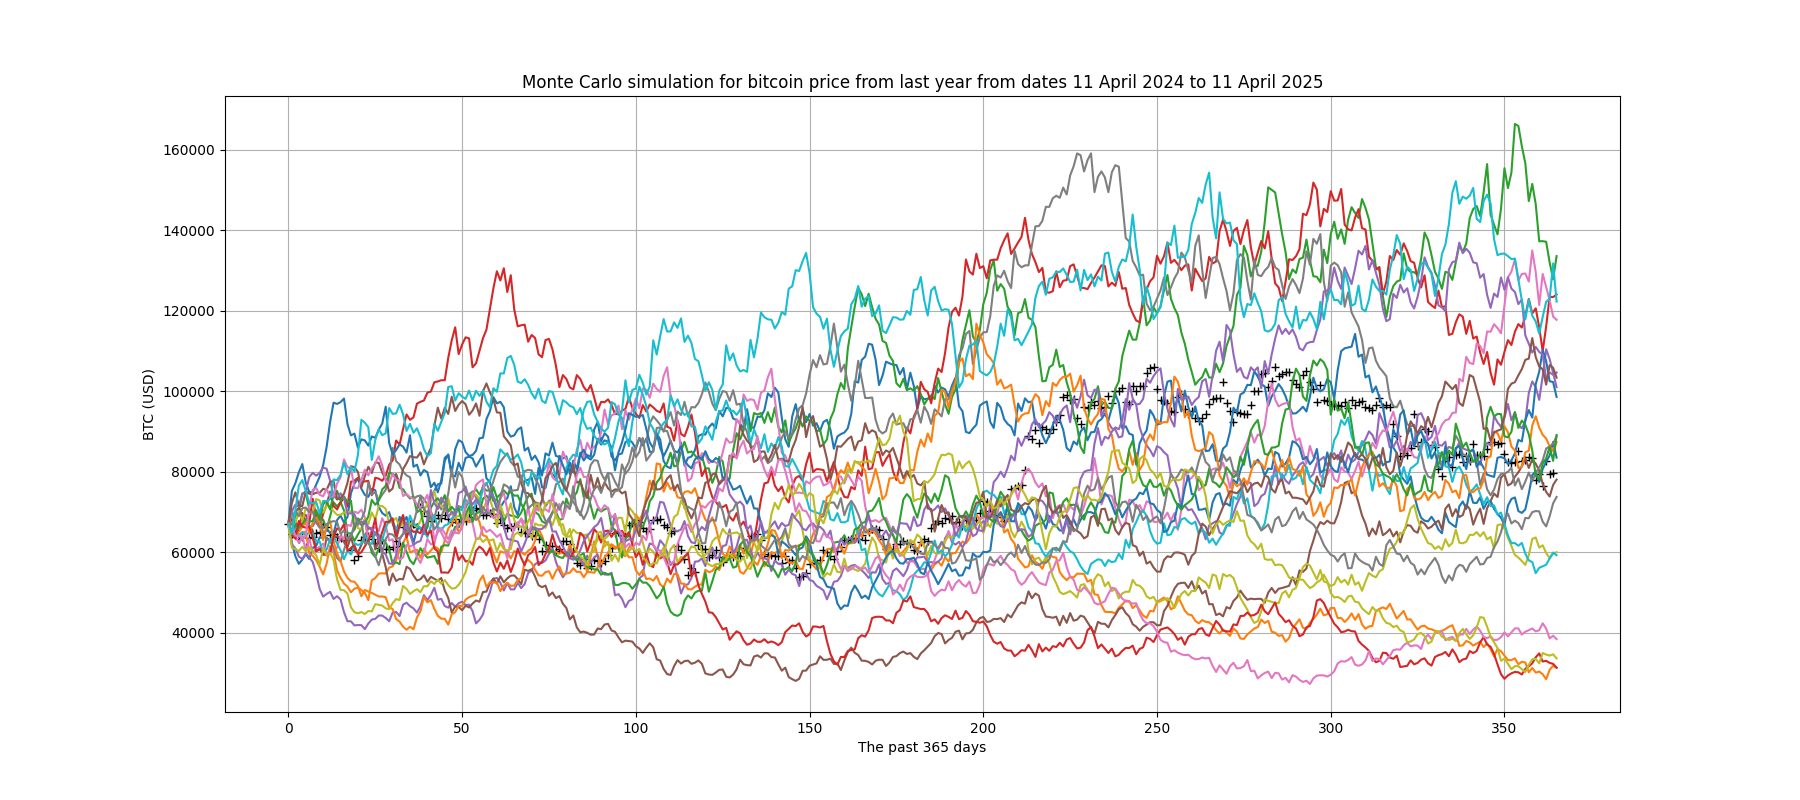 Monte Carlo simulation for bitcoin price from last year from dates 11 April 2024 to 11 April 2025
160000
140000
120000
100000
80000
60000
40000
BTC (USD)
0 50 100 150 200 250 300 350
The past 365 days